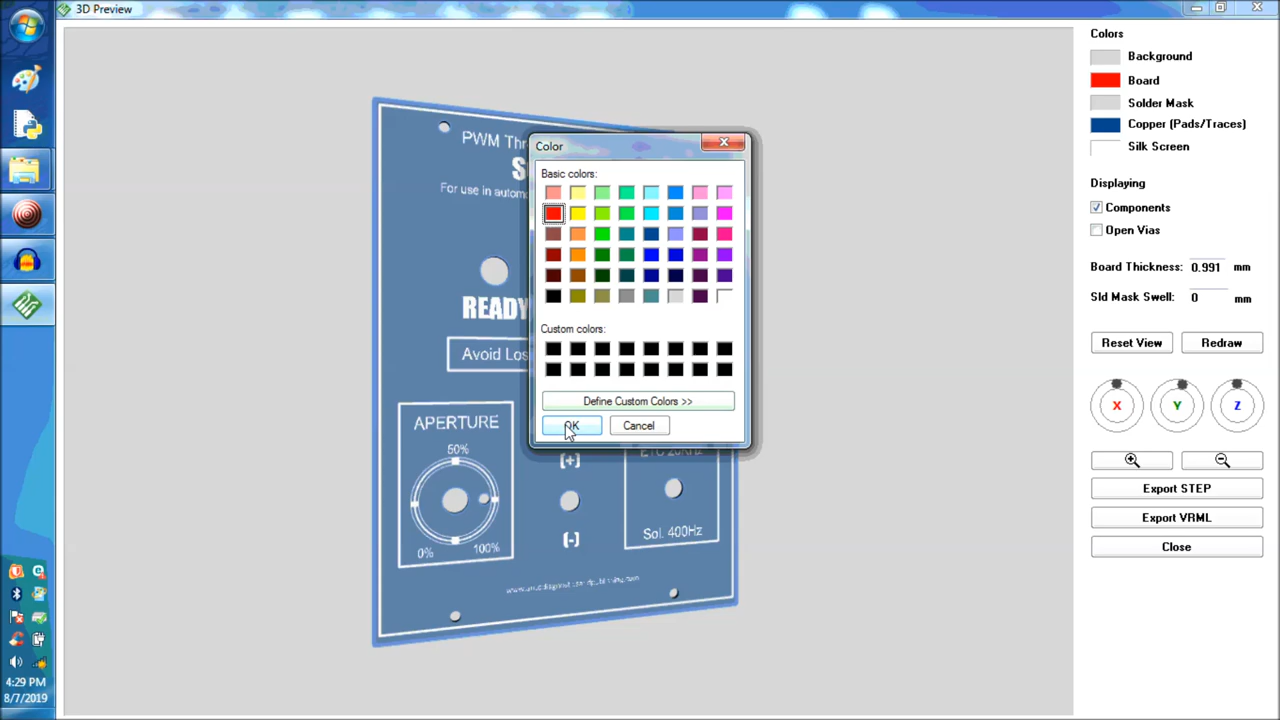 3D Preview
Colors
Background
Board
Solder Mask
Copper (Pads/Traces)
Silk Screen
Displaying
Components
Open Vias
Board Thickness: 0.991 mm
Sld Mask Swell: 0 mm
Reset View Redraw
X Y Z
Export STEP
Export VRML
Close
Color
Basic colors:
Custom colors:
Define Custom Colors >>
OK Cancel
PWM
For use in
READY
Avoid
APERTURE
50%
0% 100%
(+)
(-)
20KHz
Sol. 400Hz
4:29 PM
8/7/2019